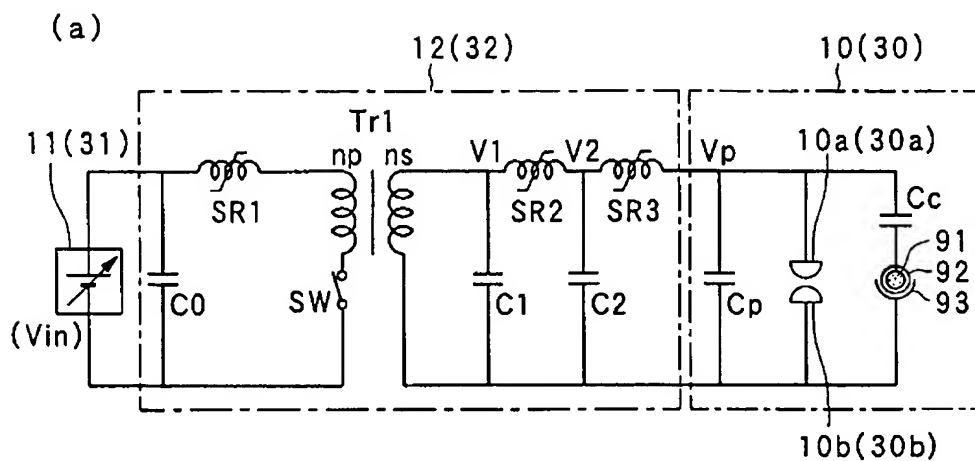 (a)
12(32)
10(30)
11(31)
Tr1
10a(30a)
np ns
V1
V2
Vp
Cc
SR1
SR2
SR3
91
92
93
SW
C0
C1
C2
Cp
(Vin)
10b(30b)